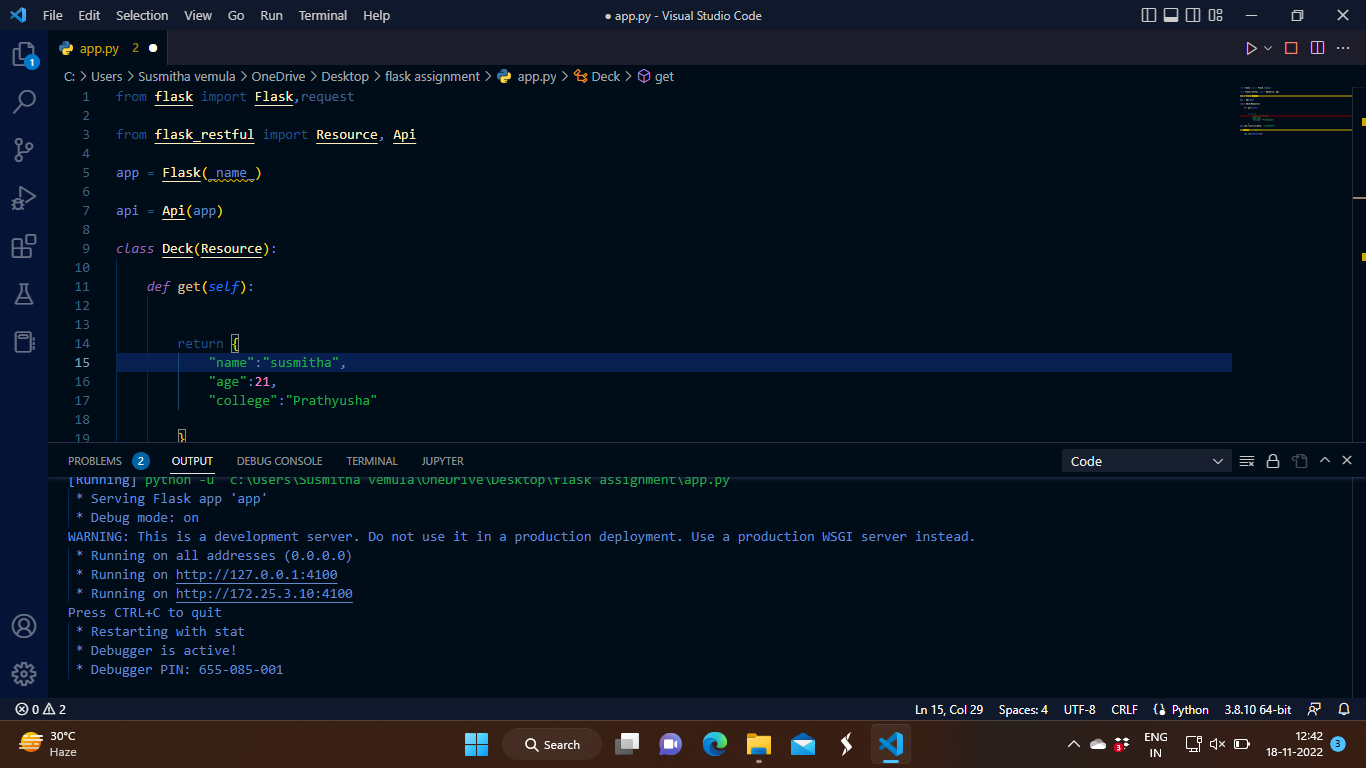 File Edit Selection View Go Run Terminal Help
● app.py - Visual Studio Code
1
app.py 2 ●
C: > Users > Susmitha vemula > OneDrive > Desktop > flask assignment > app.py > Deck > get
1 from flask import Flask,request
2
3 from flask_restful import Resource, Api
4
5 app = Flask(_name_)
6
7 api = Api(app)
8
9 class Deck(Resource):
10
11 def get(self):
12
13
14 return {
15 "name":"susmitha",
16 "age":21,
17 "college":"Prathyusha"
18
19 }
PROBLEMS 2 OUTPUT DEBUG CONSOLE TERMINAL JUPYTER Code
[Running] python -u "c:\Users\Susmitha vemula\OneDrive\Desktop\flask assignment\app.py"
* Serving Flask app 'app'
* Debug mode: on
WARNING: This is a development server. Do not use it in a production deployment. Use a production WSGI server instead.
* Running on all addresses (0.0.0.0)
* Running on http://127.0.0.1:4100
* Running on http://172.25.3.10:4100
Press CTRL+C to quit
* Restarting with stat
* Debugger is active!
* Debugger PIN: 655-085-001
0 2 Ln 15, Col 29 Spaces: 4 UTF-8 CRLF Python 3.8.10 64-bit
30°C
Haze
Search
3
ENG
IN
12:42
18-11-2022
3